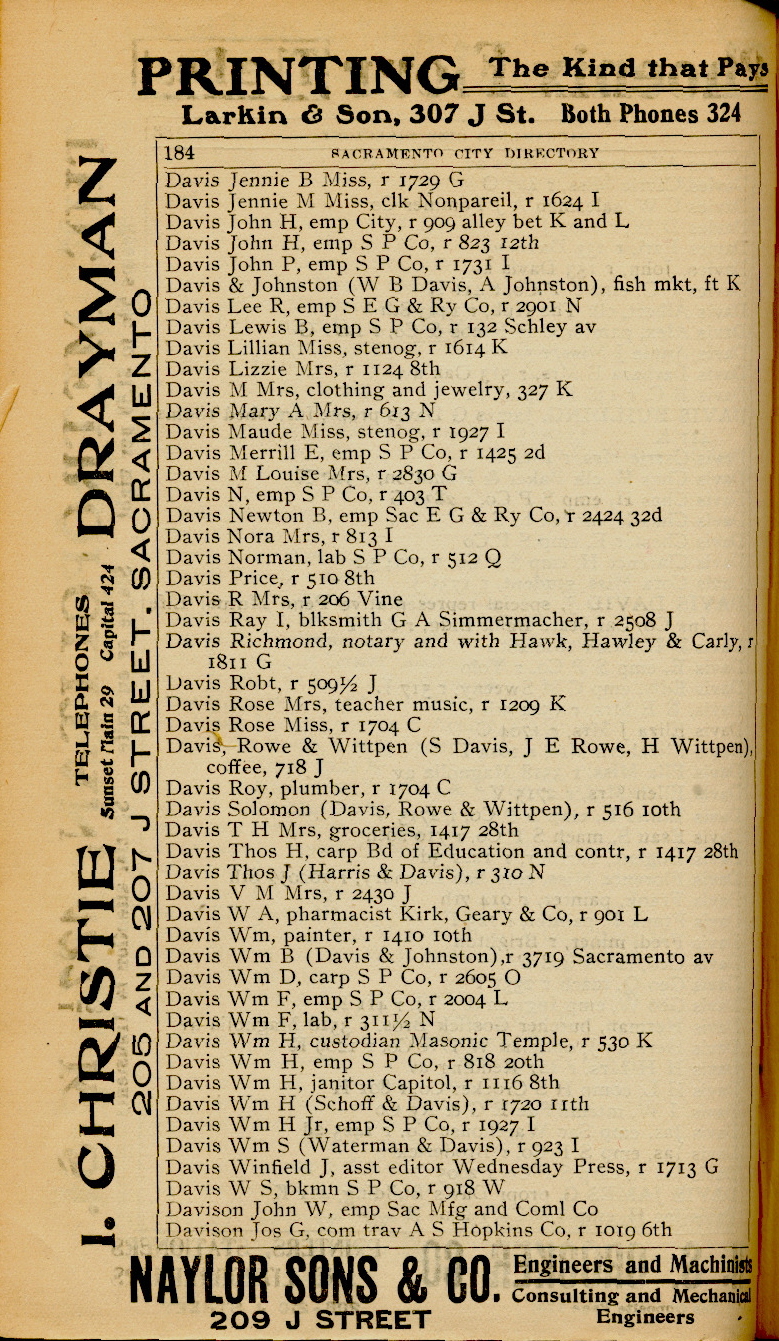 PRINTING The Kind that Pays
Larkin & Son, 307 J St. Both Phones 324
184 SACRAMENTO CITY DIRECTORY
Davis Jennie B Miss, r 1729 G
Davis Jennie M Miss, clk Nonpareil, r 1624 I
Davis John H, emp City, r 909 alley bet K and L
Davis John H, emp S P Co, r 823 12th
Davis John P, emp S P Co, r 1731 I
Davis & Johnston (W B Davis, A Johnston), fish mkt, ft K
Davis Lee R, emp S E G & Ry Co, r 2901 N
Davis Lewis B, emp S P Co, r 132 Schley av
Davis Lillian Miss, stenog, r 1614 K
Davis Lizzie Mrs, r 1124 8th
Davis M Mrs, clothing and jewelry, 327 K
Davis Mary A Mrs, r 613 N
Davis Maude Miss, stenog, r 1927 I
Davis Merrill E, emp S P Co, r 1425 2d
Davis M Louise Mrs, r 2830 G
Davis N, emp S P Co, r 403 T
Davis Newton B, emp Sac E G & Ry Co, r 2424 32d
Davis Nora Mrs, r 813 I
Davis Norman, lab S P Co, r 512 Q
Davis Price, r 510 8th
Davis R Mrs, r 206 Vine
Davis Ray I, blksmith G A Simmermacher, r 2508 J
Davis Richmond, notary and with Hawk, Hawley & Carly, r
1811 G
Davis Robt, r 509½ J
Davis Rose Mrs, teacher music, r 1209 K
Davis Rose Miss, r 1704 C
Davis, Rowe & Wittpen (S Davis, J E Rowe, H Wittpen),
coffee, 718 J
Davis Roy, plumber, r 1704 C
Davis Solomon (Davis, Rowe & Wittpen), r 516 10th
Davis T H Mrs, groceries, 1417 28th
Davis Thos H, carp Bd of Education and contr, r 1417 28th
Davis Thos J (Harris & Davis), r 310 N
Davis V M Mrs, r 2430 J
Davis W A, pharmacist Kirk, Geary & Co, r 901 L
Davis Wm, painter, r 1410 10th
Davis Wm B (Davis & Johnston),r 3719 Sacramento av
Davis Wm D, carp S P Co, r 2605 O
Davis Wm F, emp S P Co, r 2004 L
Davis Wm F, lab, r 311½ N
Davis Wm H, custodian Masonic Temple, r 530 K
Davis Wm H, emp S P Co, r 818 20th
Davis Wm H, janitor Capitol, r 1116 8th
Davis Wm H (Schoff & Davis), r 1720 11th
Davis Wm H Jr, emp S P Co, r 1927 I
Davis Wm S (Waterman & Davis), r 923 I
Davis Winfield J, asst editor Wednesday Press, r 1713 G
Davis W S, bkmn S P Co, r 918 W
Davison John W, emp Sac Mfg and Coml Co
Davison Jos G, com trav A S Hopkins Co, r 1019 6th
I. CHRISTIE TELEPHONES DRAYMAN
Sunset Main 29 Capital 424
205 AND 207 J STREET. SACRAMENTO
NAYLOR SONS & CO. Engineers and Machinists
Consulting and Mechanical
209 J STREET Engineers